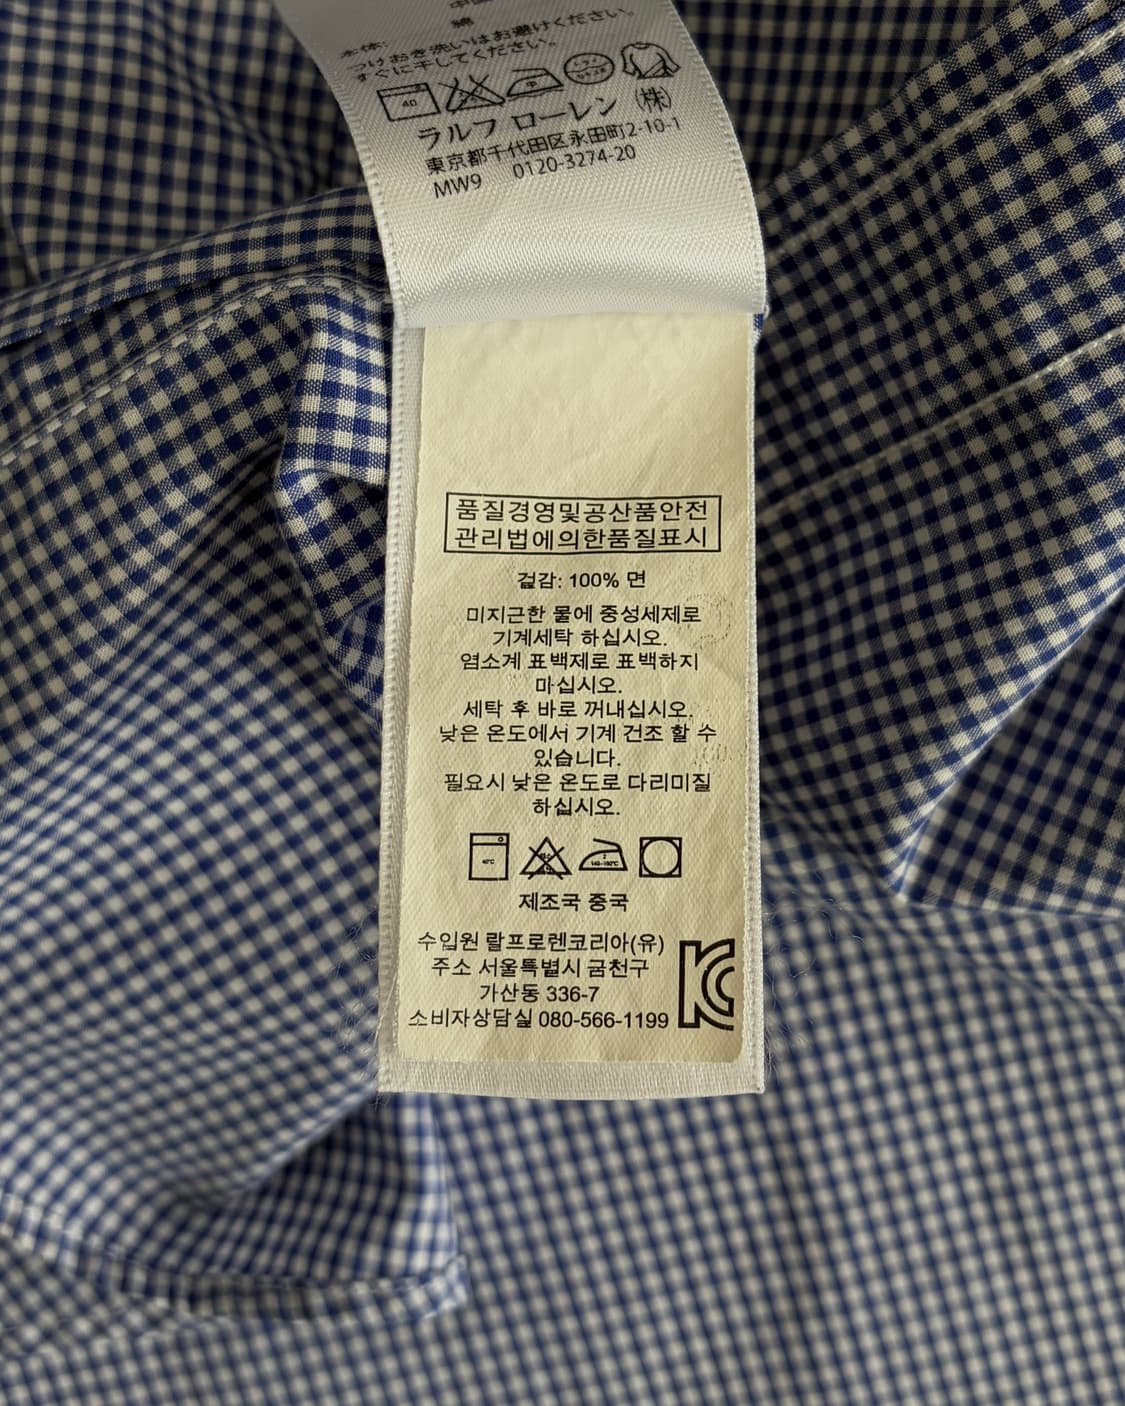 中国
綿
本体:
つけおき洗いはお避けください。
すぐに干してください。
40
ラルフ ローレン (株)
東京都千代田区永田町2-10-1
MW9 0120-3274-20
품질경영및공산품안전
관리법에의한품질표시
겉감: 100% 면
미지근한 물에 중성세제로
기계세탁 하십시오.
염소계 표백제로 표백하지
마십시오.
세탁 후 바로 꺼내십시오.
낮은 온도에서 기계 건조 할 수
있습니다.
필요시 낮은 온도로 다리미질
하십시오.
40℃
제조국 중국
수입원 랄프로렌코리아(유)
주소 서울특별시 금천구
가산동 336-7
소비자상담실 080-566-1199